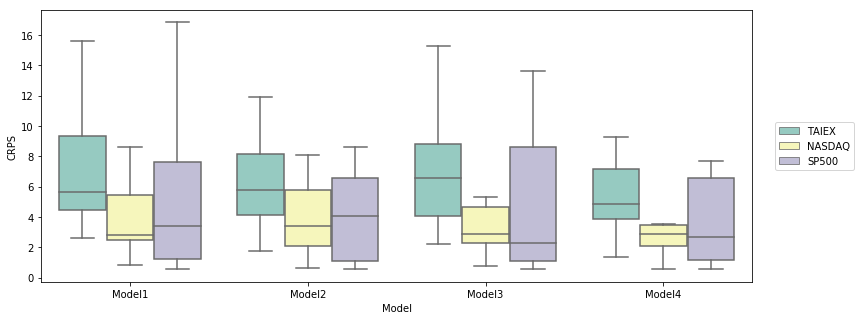 16
14
12
10
8
6
4
2
0
CRPS
Model1 Model2 Model3 Model4
Model
TAIEX
NASDAQ
SP500